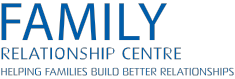 FAMILY
RELATIONSHIP CENTRE
HELPING FAMILIES BUILD BETTER RELATIONSHIPS